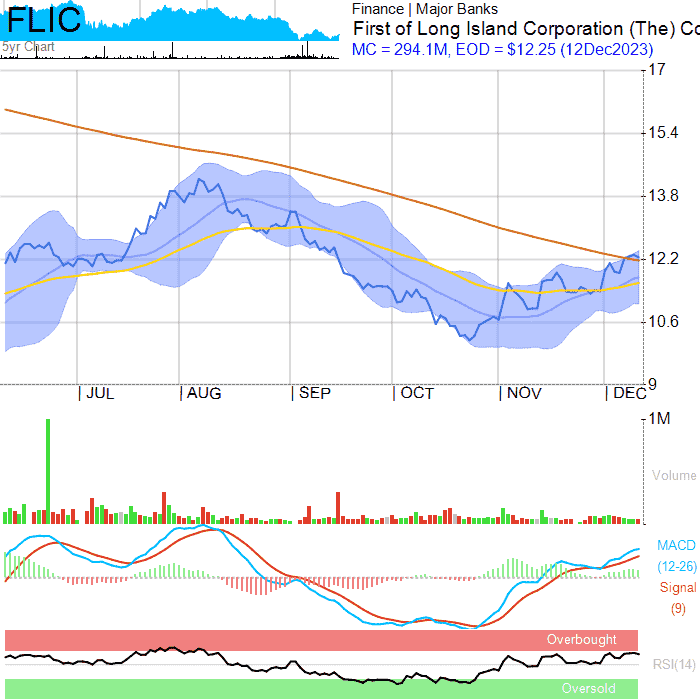 FLIC
5yr Chart
Finance | Major Banks
First of Long Island Corporation (The) Co
MC = 294.1M, EOD = $12.25 (12Dec2023)
17
15.4
13.8
12.2
10.6
9
JUL
AUG
SEP
OCT
NOV
DEC
1M
Volume
MACD
(12-26)
Signal
(9)
Overbought
RSI(14)
Oversold